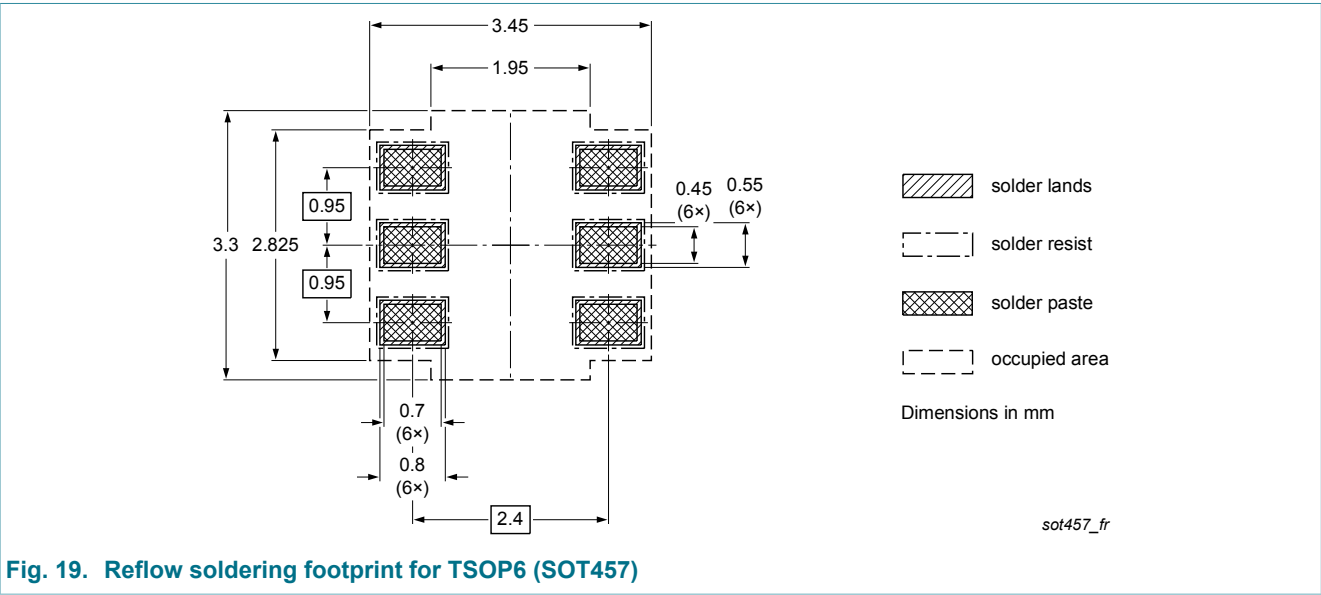 3.45
1.95
0.95
3.3 2.825
0.95
0.45
(6×)
0.55
(6×)
0.7
(6×)
0.8
(6×)
2.4
solder lands
solder resist
solder paste
occupied area
Dimensions in mm
sot457_fr
Fig. 19. Reflow soldering footprint for TSOP6 (SOT457)